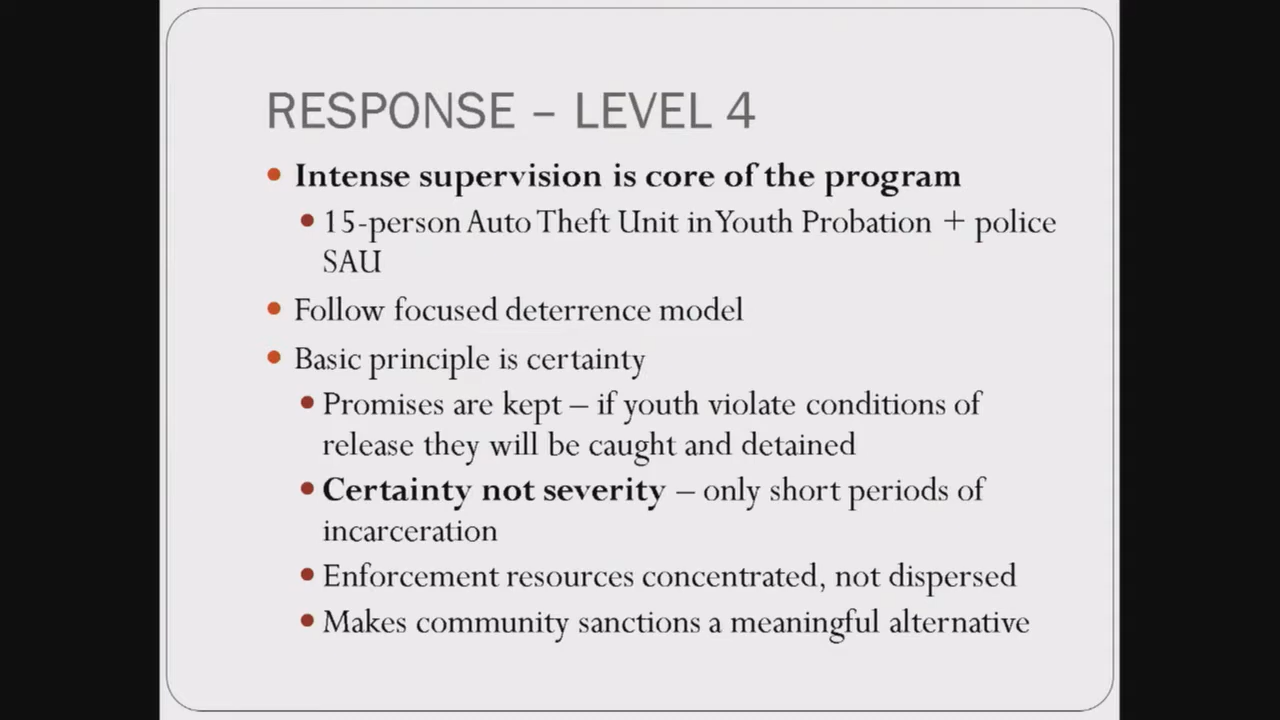 RESPONSE – LEVEL 4
• Intense supervision is core of the program
• 15-person Auto Theft Unit in Youth Probation + police
SAU
• Follow focused deterrence model
• Basic principle is certainty
• Promises are kept – if youth violate conditions of
release they will be caught and detained
• Certainty not severity – only short periods of
incarceration
• Enforcement resources concentrated, not dispersed
• Makes community sanctions a meaningful alternative